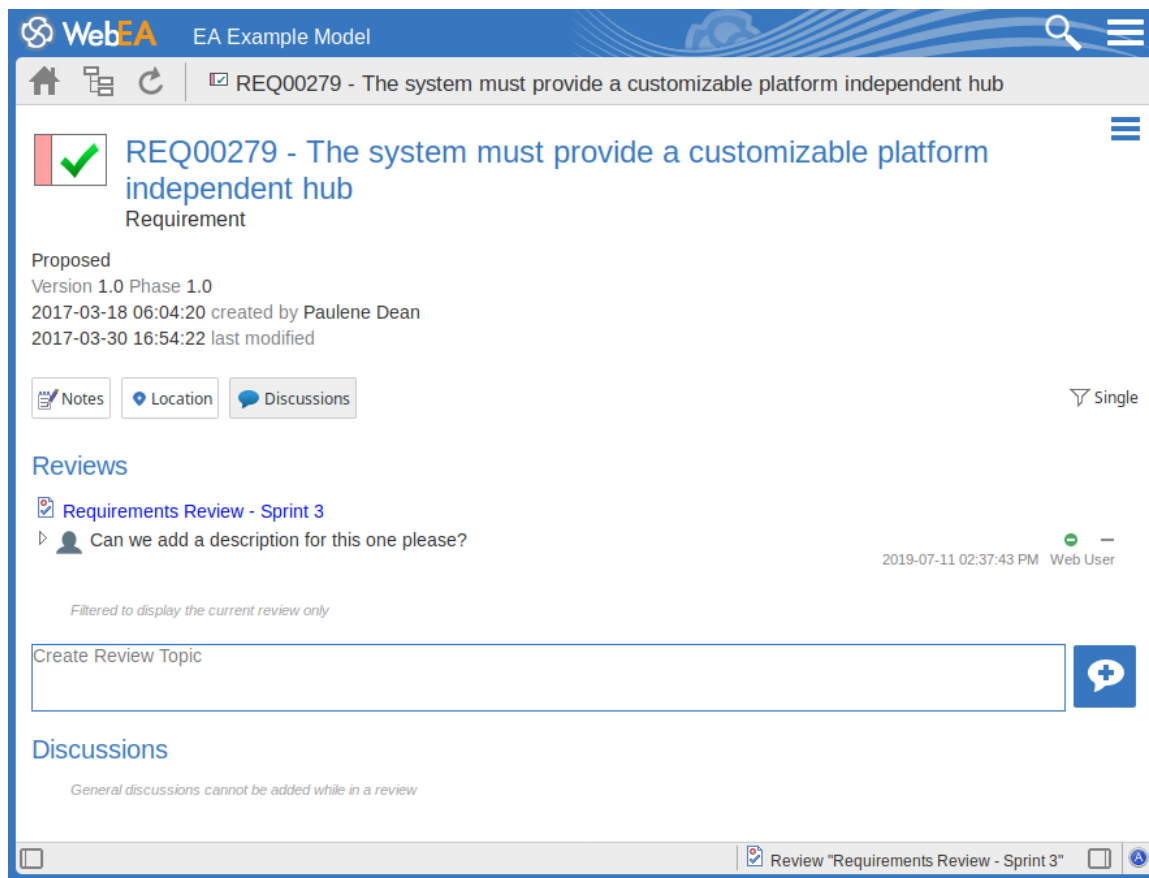 WebEA EA Example Model
REQ00279 - The system must provide a customizable platform independent hub
REQ00279 - The system must provide a customizable platform
independent hub
Requirement
Proposed
Version 1.0 Phase 1.0
2017-03-18 06:04:20 created by Paulene Dean
2017-03-30 16:54:22 last modified
Notes Location Discussions Single
Reviews
Requirements Review - Sprint 3
Can we add a description for this one please?
2019-07-11 02:37:43 PM Web User
Filtered to display the current review only
Create Review Topic
Discussions
General discussions cannot be added while in a review
Review "Requirements Review - Sprint 3" A